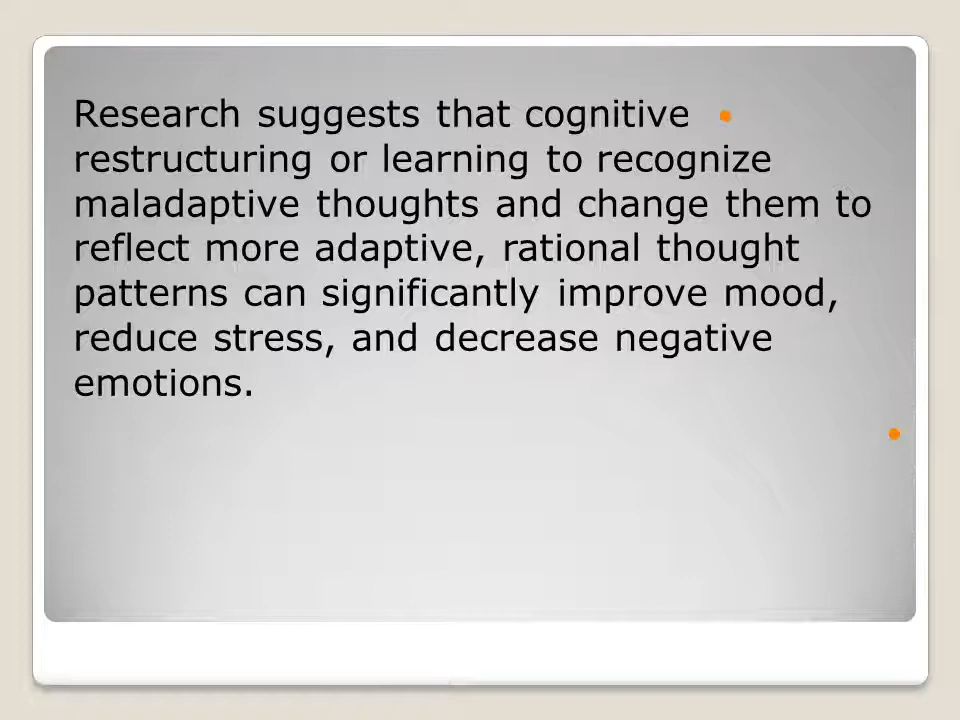 Research suggests that cognitive •
restructuring or learning to recognize
maladaptive thoughts and change them to
reflect more adaptive, rational thought
patterns can significantly improve mood,
reduce stress, and decrease negative
emotions.
•